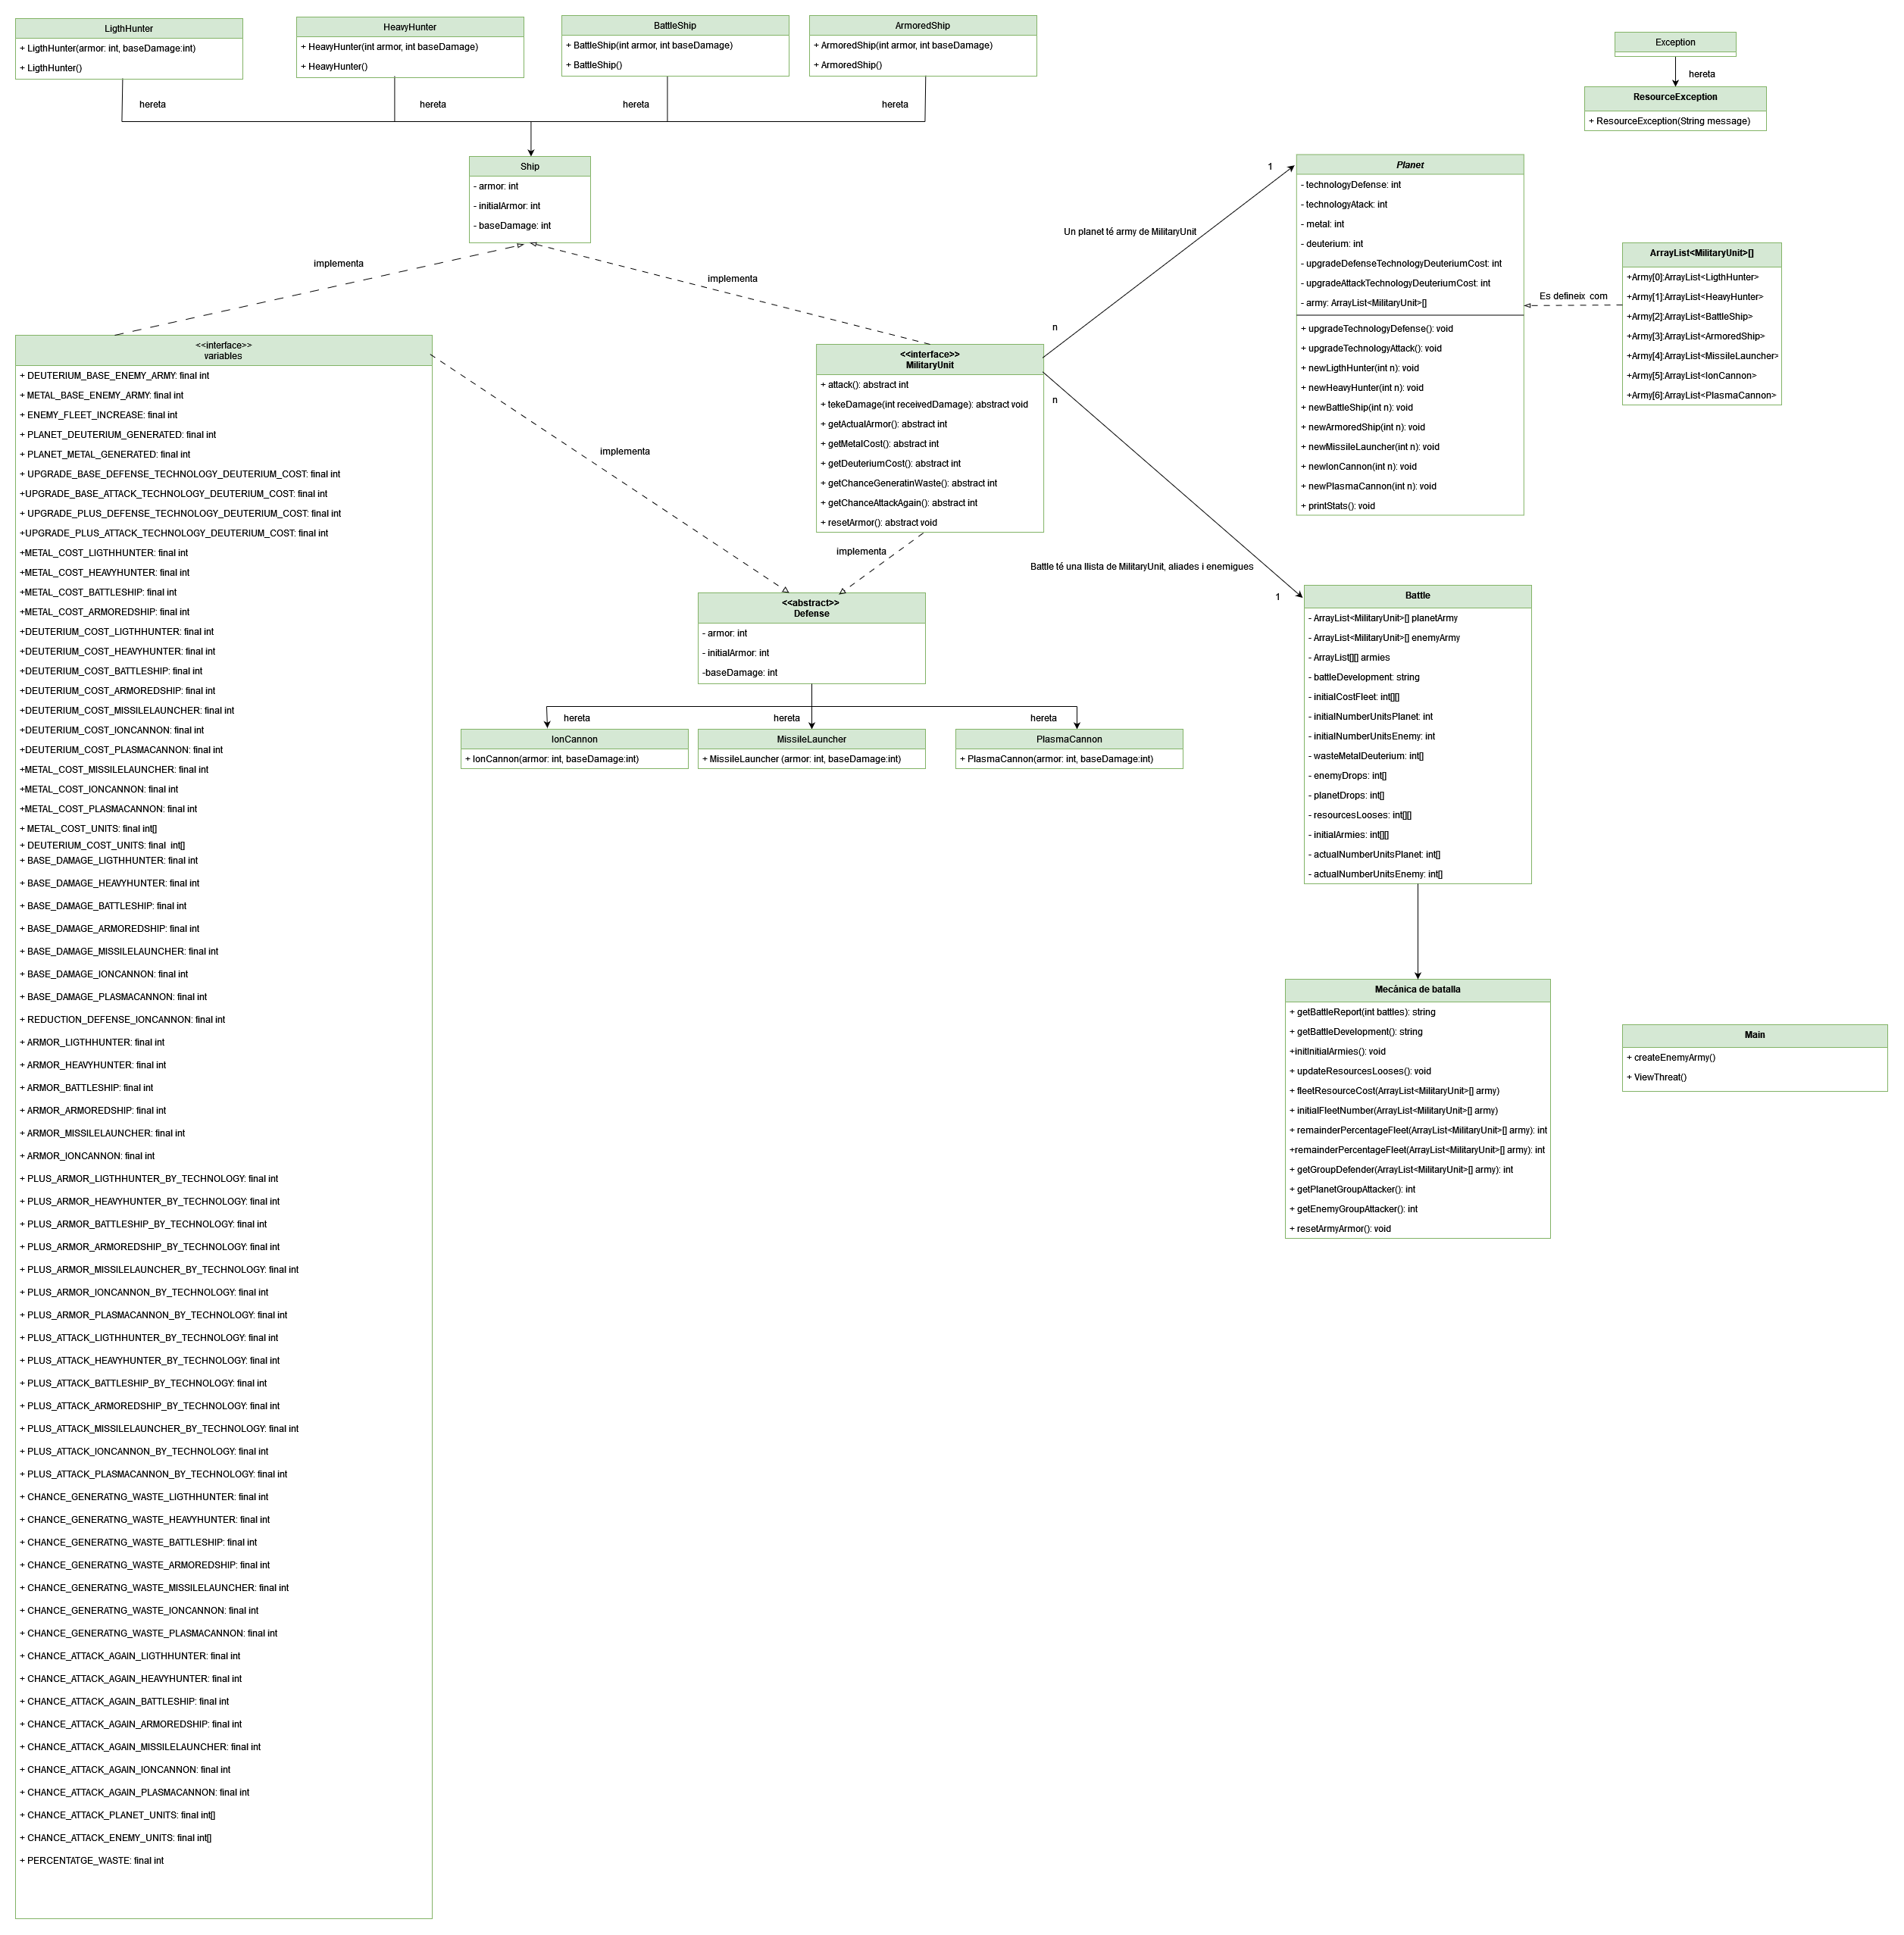 LigthHunter
+ LigthHunter(armor: int, baseDamage:int)
+ LigthHunter()
HeavyHunter
+ HeavyHunter(int armor, int baseDamage)
+ HeavyHunter()
BattleShip
+ BattleShip(int armor, int baseDamage)
+ BattleShip()
ArmoredShip
+ ArmoredShip(int armor, int baseDamage)
+ ArmoredShip()
hereta
hereta
hereta
hereta
Exception
hereta
ResourceException
+ ResourceException(String message)
Ship
- armor: int
- initialArmor: int
- baseDamage: int
implementa
implementa
1
Un planet té army de MilitaryUnit
n
Planet
- technologyDefense: int
- technologyAtack: int
- metal: int
- deuterium: int
- upgradeDefenseTechnologyDeuteriumCost: int
- upgradeAttackTechnologyDeuteriumCost: int
- army: ArrayList<MilitaryUnit>[]
+ upgradeTechnologyDefense(): void
+ upgradeTechnologyAttack(): void
+ newLigthHunter(int n): void
+ newHeavyHunter(int n): void
+ newBattleShip(int n): void
+ newArmoredShip(int n): void
+ newMissileLauncher(int n): void
+ newIonCannon(int n): void
+ newPlasmaCannon(int n): void
+ printStats(): void
Es defineix com
ArrayList<MilitaryUnit>[]
+Army[0]:ArrayList<LigthHunter>
+Army[1]:ArrayList<HeavyHunter>
+Army[2]:ArrayList<BattleShip>
+Army[3]:ArrayList<ArmoredShip>
+Army[4]:ArrayList<MissileLauncher>
+Army[5]:ArrayList<IonCannon>
+Army[6]:ArrayList<PlasmaCannon>
<<interface>>
variables
+ DEUTERIUM_BASE_ENEMY_ARMY: final int
+ METAL_BASE_ENEMY_ARMY: final int
+ ENEMY_FLEET_INCREASE: final int
+ PLANET_DEUTERIUM_GENERATED: final int
+ PLANET_METAL_GENERATED: final int
+ UPGRADE_BASE_DEFENSE_TECHNOLOGY_DEUTERIUM_COST: final int
+UPGRADE_BASE_ATTACK_TECHNOLOGY_DEUTERIUM_COST: final int
+ UPGRADE_PLUS_DEFENSE_TECHNOLOGY_DEUTERIUM_COST: final int
+UPGRADE_PLUS_ATTACK_TECHNOLOGY_DEUTERIUM_COST: final int
+METAL_COST_LIGTHHUNTER: final int
+METAL_COST_HEAVYHUNTER: final int
+METAL_COST_BATTLESHIP: final int
+METAL_COST_ARMOREDSHIP: final int
+DEUTERIUM_COST_LIGTHHUNTER: final int
+DEUTERIUM_COST_HEAVYHUNTER: final int
+DEUTERIUM_COST_BATTLESHIP: final int
+DEUTERIUM_COST_ARMOREDSHIP: final int
+DEUTERIUM_COST_MISSILELAUNCHER: final int
+DEUTERIUM_COST_IONCANNON: final int
+DEUTERIUM_COST_PLASMACANNON: final int
+METAL_COST_MISSILELAUNCHER: final int
+METAL_COST_IONCANNON: final int
+METAL_COST_PLASMACANNON: final int
+ METAL_COST_UNITS: final int[]
+ DEUTERIUM_COST_UNITS: final int[]
+ BASE_DAMAGE_LIGTHHUNTER: final int
+ BASE_DAMAGE_HEAVYHUNTER: final int
+ BASE_DAMAGE_BATTLESHIP: final int
+ BASE_DAMAGE_ARMOREDSHIP: final int
+ BASE_DAMAGE_MISSILELAUNCHER: final int
+ BASE_DAMAGE_IONCANNON: final int
+ BASE_DAMAGE_PLASMACANNON: final int
+ REDUCTION_DEFENSE_IONCANNON: final int
+ ARMOR_LIGTHHUNTER: final int
+ ARMOR_HEAVYHUNTER: final int
+ ARMOR_BATTLESHIP: final int
+ ARMOR_ARMOREDSHIP: final int
+ ARMOR_MISSILELAUNCHER: final int
+ ARMOR_IONCANNON: final int
+ PLUS_ARMOR_LIGTHHUNTER_BY_TECHNOLOGY: final int
+ PLUS_ARMOR_HEAVYHUNTER_BY_TECHNOLOGY: final int
+ PLUS_ARMOR_BATTLESHIP_BY_TECHNOLOGY: final int
+ PLUS_ARMOR_ARMOREDSHIP_BY_TECHNOLOGY: final int
+ PLUS_ARMOR_MISSILELAUNCHER_BY_TECHNOLOGY: final int
+ PLUS_ARMOR_IONCANNON_BY_TECHNOLOGY: final int
+ PLUS_ARMOR_PLASMACANNON_BY_TECHNOLOGY: final int
+ PLUS_ATTACK_LIGTHHUNTER_BY_TECHNOLOGY: final int
+ PLUS_ATTACK_HEAVYHUNTER_BY_TECHNOLOGY: final int
+ PLUS_ATTACK_BATTLESHIP_BY_TECHNOLOGY: final int
+ PLUS_ATTACK_ARMOREDSHIP_BY_TECHNOLOGY: final int
+ PLUS_ATTACK_MISSILELAUNCHER_BY_TECHNOLOGY: final int
+ PLUS_ATTACK_IONCANNON_BY_TECHNOLOGY: final int
+ PLUS_ATTACK_PLASMACANNON_BY_TECHNOLOGY: final int
+ CHANCE_GENERATNG_WASTE_LIGTHHUNTER: final int
+ CHANCE_GENERATNG_WASTE_HEAVYHUNTER: final int
+ CHANCE_GENERATNG_WASTE_BATTLESHIP: final int
+ CHANCE_GENERATNG_WASTE_ARMOREDSHIP: final int
+ CHANCE_GENERATNG_WASTE_MISSILELAUNCHER: final int
+ CHANCE_GENERATNG_WASTE_IONCANNON: final int
+ CHANCE_GENERATNG_WASTE_PLASMACANNON: final int
+ CHANCE_ATTACK_AGAIN_LIGTHHUNTER: final int
+ CHANCE_ATTACK_AGAIN_HEAVYHUNTER: final int
+ CHANCE_ATTACK_AGAIN_BATTLESHIP: final int
+ CHANCE_ATTACK_AGAIN_ARMOREDSHIP: final int
+ CHANCE_ATTACK_AGAIN_MISSILELAUNCHER: final int
+ CHANCE_ATTACK_AGAIN_IONCANNON: final int
+ CHANCE_ATTACK_AGAIN_PLASMACANNON: final int
+ CHANCE_ATTACK_PLANET_UNITS: final int[]
+ CHANCE_ATTACK_ENEMY_UNITS: final int[]
+ PERCENTATGE_WASTE: final int
<<interface>>
MilitaryUnit
+ attack(): abstract int
+ tekeDamage(int receivedDamage): abstract void
+ getActualArmor(): abstract int
+ getMetalCost(): abstract int
+ getDeuteriumCost(): abstract int
+ getChanceGeneratinWaste(): abstract int
+ getChanceAttackAgain(): abstract int
+ resetArmor(): abstract void
n
implementa
implementa
Battle té una llista de MilitaryUnit, aliades i enemigues
1
<<abstract>>
Defense
- armor: int
- initialArmor: int
-baseDamage: int
hereta
hereta
hereta
IonCannon
+ IonCannon(armor: int, baseDamage:int)
MissileLauncher
+ MissileLauncher (armor: int, baseDamage:int)
PlasmaCannon
+ PlasmaCannon(armor: int, baseDamage:int)
Battle
- ArrayList<MilitaryUnit>[] planetArmy
- ArrayList<MilitaryUnit>[] enemyArmy
- ArrayList[][] armies
- battleDevelopment: string
- initialCostFleet: int[][]
- initialNumberUnitsPlanet: int
- initialNumberUnitsEnemy: int
- wasteMetalDeuterium: int[]
- enemyDrops: int[]
- planetDrops: int[]
- resourcesLooses: int[][]
- initialArmies: int[][]
- actualNumberUnitsPlanet: int[]
- actualNumberUnitsEnemy: int[]
Mecànica de batalla
+ getBattleReport(int battles): string
+ getBattleDevelopment(): string
+initInitialArmies(): void
+ updateResourcesLooses(): void
+ fleetResourceCost(ArrayList<MilitaryUnit>[] army)
+ initialFleetNumber(ArrayList<MilitaryUnit>[] army)
+ remainderPercentageFleet(ArrayList<MilitaryUnit>[] army): int
+remainderPercentageFleet(ArrayList<MilitaryUnit>[] army): int
+ getGroupDefender(ArrayList<MilitaryUnit>[] army): int
+ getPlanetGroupAttacker(): int
+ getEnemyGroupAttacker(): int
+ resetArmyArmor(): void
Main
+ createEnemyArmy()
+ ViewThreat()